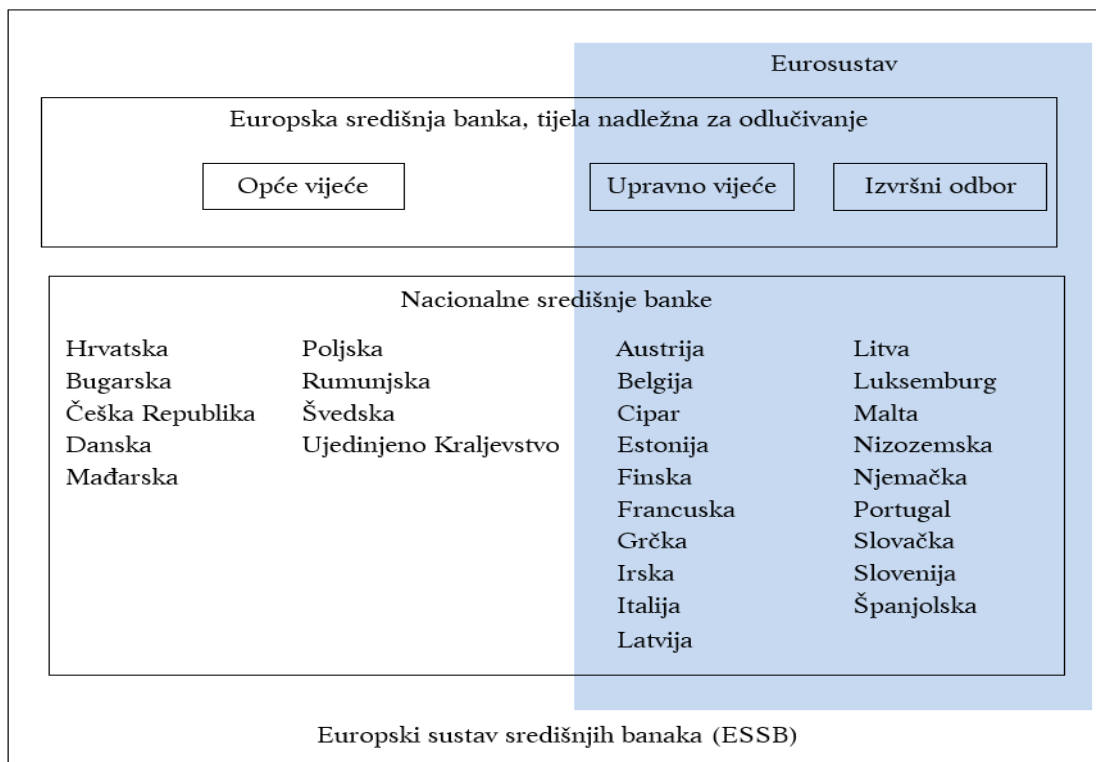 Eurosustav
Europska središnja banka, tijela nadležna za odlučivanje
Opće vijeće
Upravno vijeće
Izvršni odbor
Nacionalne središnje banke
Hrvatska
Bugarska
Češka Republika
Danska
Mađarska
Poljska
Rumunjska
Švedska
Ujedinjeno Kraljevstvo
Austrija
Belgija
Cipar
Estonija
Finska
Francuska
Grčka
Irska
Italija
Latvija
Litva
Luksemburg
Malta
Nizozemska
Njemačka
Portugal
Slovačka
Slovenija
Španjolska
Europski sustav središnjih banaka (ESSB)